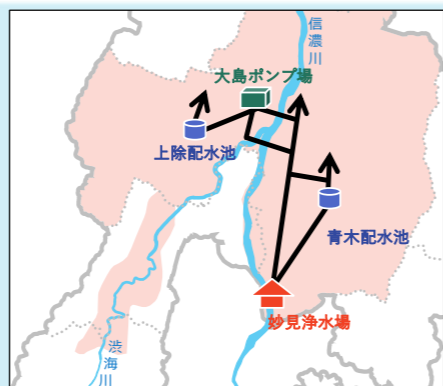 信濃川
大島ポンプ場
上除配水池
青木配水池
妙見浄水場
渋海川